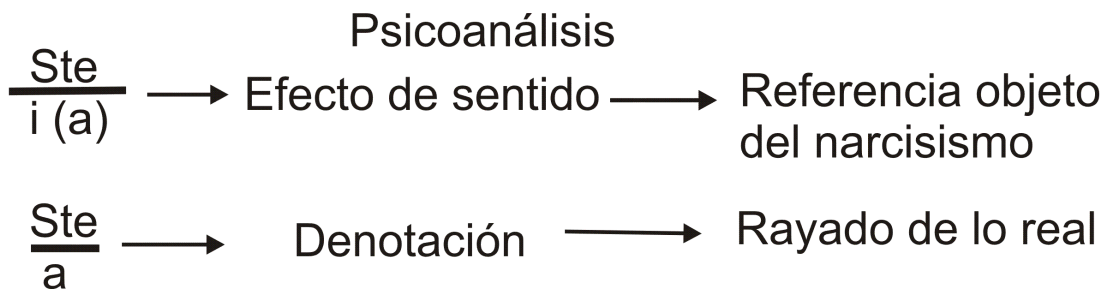 Psicoanálisis
Ste
i (a)
Efecto de sentido
Referencia objeto
del narcisismo
Ste
a
Denotación
Rayado de lo real